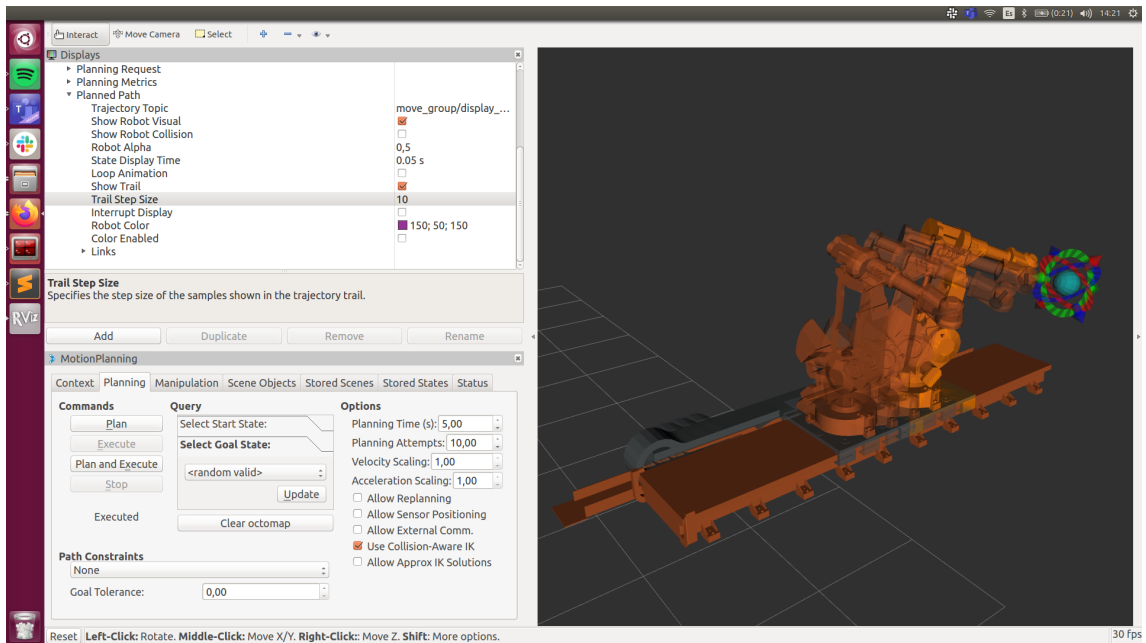 Es (0:21) 14:21
Interact Move Camera Select
Displays
Planning Request
Planning Metrics
Planned Path
Trajectory Topic move_group/display_...
Show Robot Visual
Show Robot Collision
Robot Alpha 0,5
State Display Time 0.05 s
Loop Animation
Show Trail
Trail Step Size 10
Interrupt Display
Robot Color 150; 50; 150
Color Enabled
Links
Trail Step Size
Specifies the step size of the samples shown in the trajectory trail.
Add Duplicate Remove Rename
MotionPlanning
Context Planning Manipulation Scene Objects Stored Scenes Stored States Status
Commands Query Options
Plan Select Start State: Planning Time (s): 5,00
Execute Select Goal State: Planning Attempts: 10,00
Plan and Execute <random valid> Velocity Scaling: 1,00
Stop Update Acceleration Scaling: 1,00
Allow Replanning
Executed Clear octomap Allow Sensor Positioning
Allow External Comm.
Path Constraints Use Collision-Aware IK
None Allow Approx IK Solutions
Goal Tolerance: 0,00
RViz
Reset Left-Click: Rotate. Middle-Click: Move X/Y. Right-Click:: Move Z. Shift: More options. 30 fps